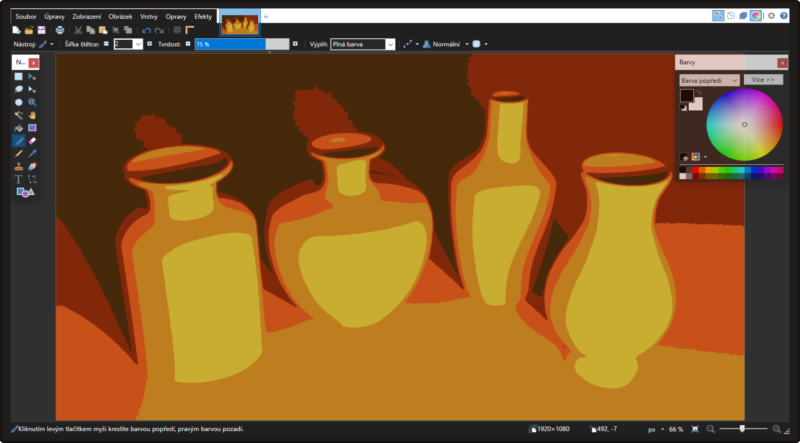 Soubor Úpravy Zobrazení Obrázek Vrstvy Opravy Efekty
Nástroj: Šířka štětce: 2 Tvrdost: 75 % Výplň: Plná barva Normální
N...
Barvy
Barva popředí Více >>
Kliknutím levým tlačítkem myši kreslíte barvou popředí, pravým barvou pozadí. 1920×1080 492, -7 px 66 %